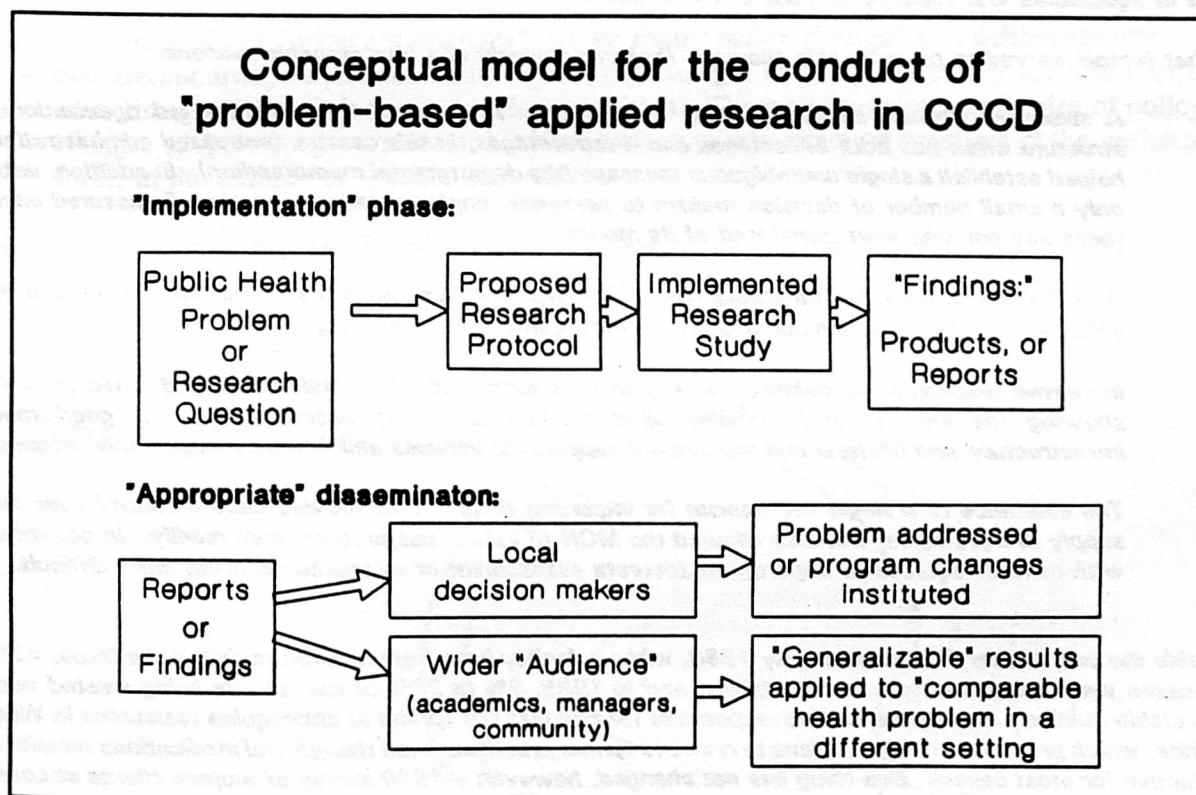 Conceptual model for the conduct of
"problem-based" applied research in CCCD
"Implementation" phase:
Public Health
Problem
or
Research
Question
Proposed
Research
Protocol
Implemented
Research
Study
"Findings:"
Products, or
Reports
"Appropriate" disseminaton:
Reports
or
Findings
Local
decision makers
Problem addressed
or program changes
instituted
Wider "Audience"
(academics, managers,
community)
"Generalizable" results
applied to "comparable
health problem in a
different setting